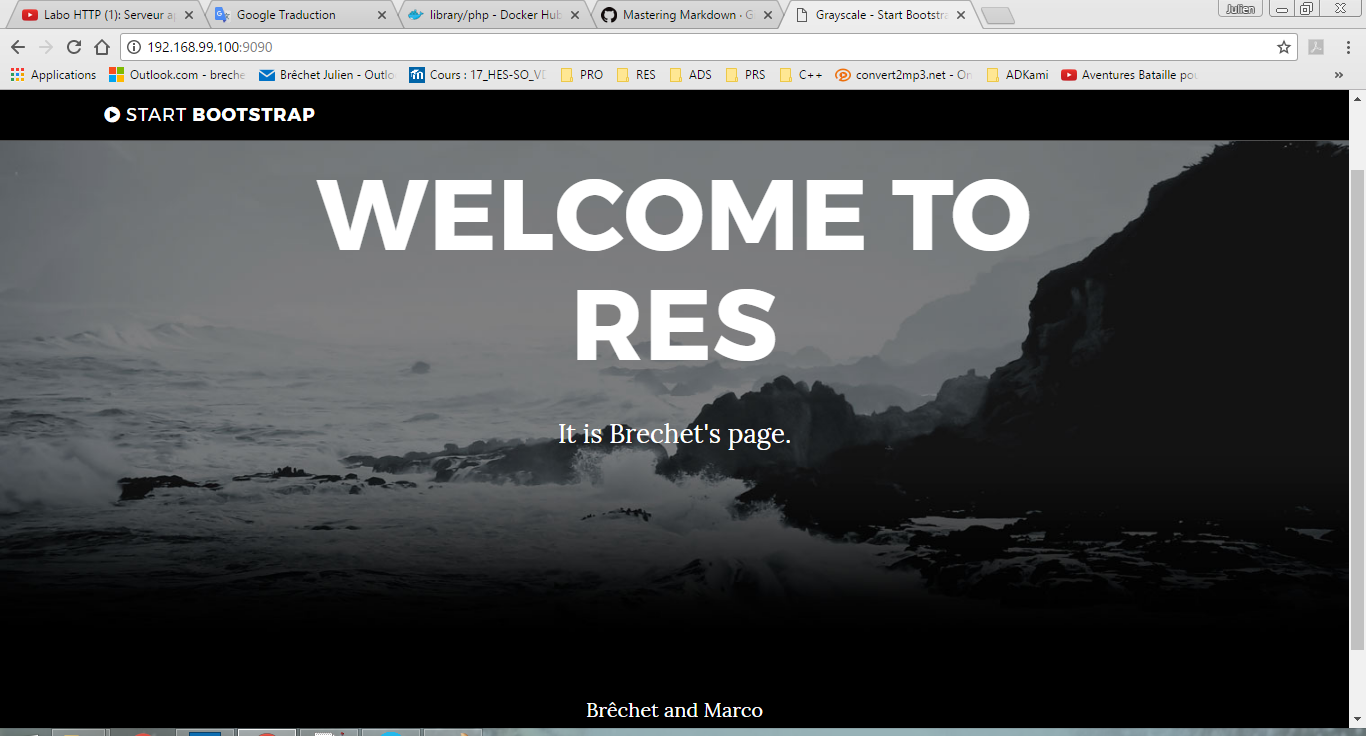 Labo HTTP (1): Serveur a
Google Traduction
library/php - Docker Hub
Mastering Markdown · G
Grayscale - Start Bootstra
Julien
192.168.99.100:9090
Applications
Outlook.com - breche
Brêchet Julien - Outlo
Cours : 17_HES-SO_VD
PRO
RES
ADS
PRS
C++
convert2mp3.net - On
ADKami
Aventures Bataille pou
»
START BOOTSTRAP
WELCOME TO
RES
It is Brechet's page.
Brêchet and Marco